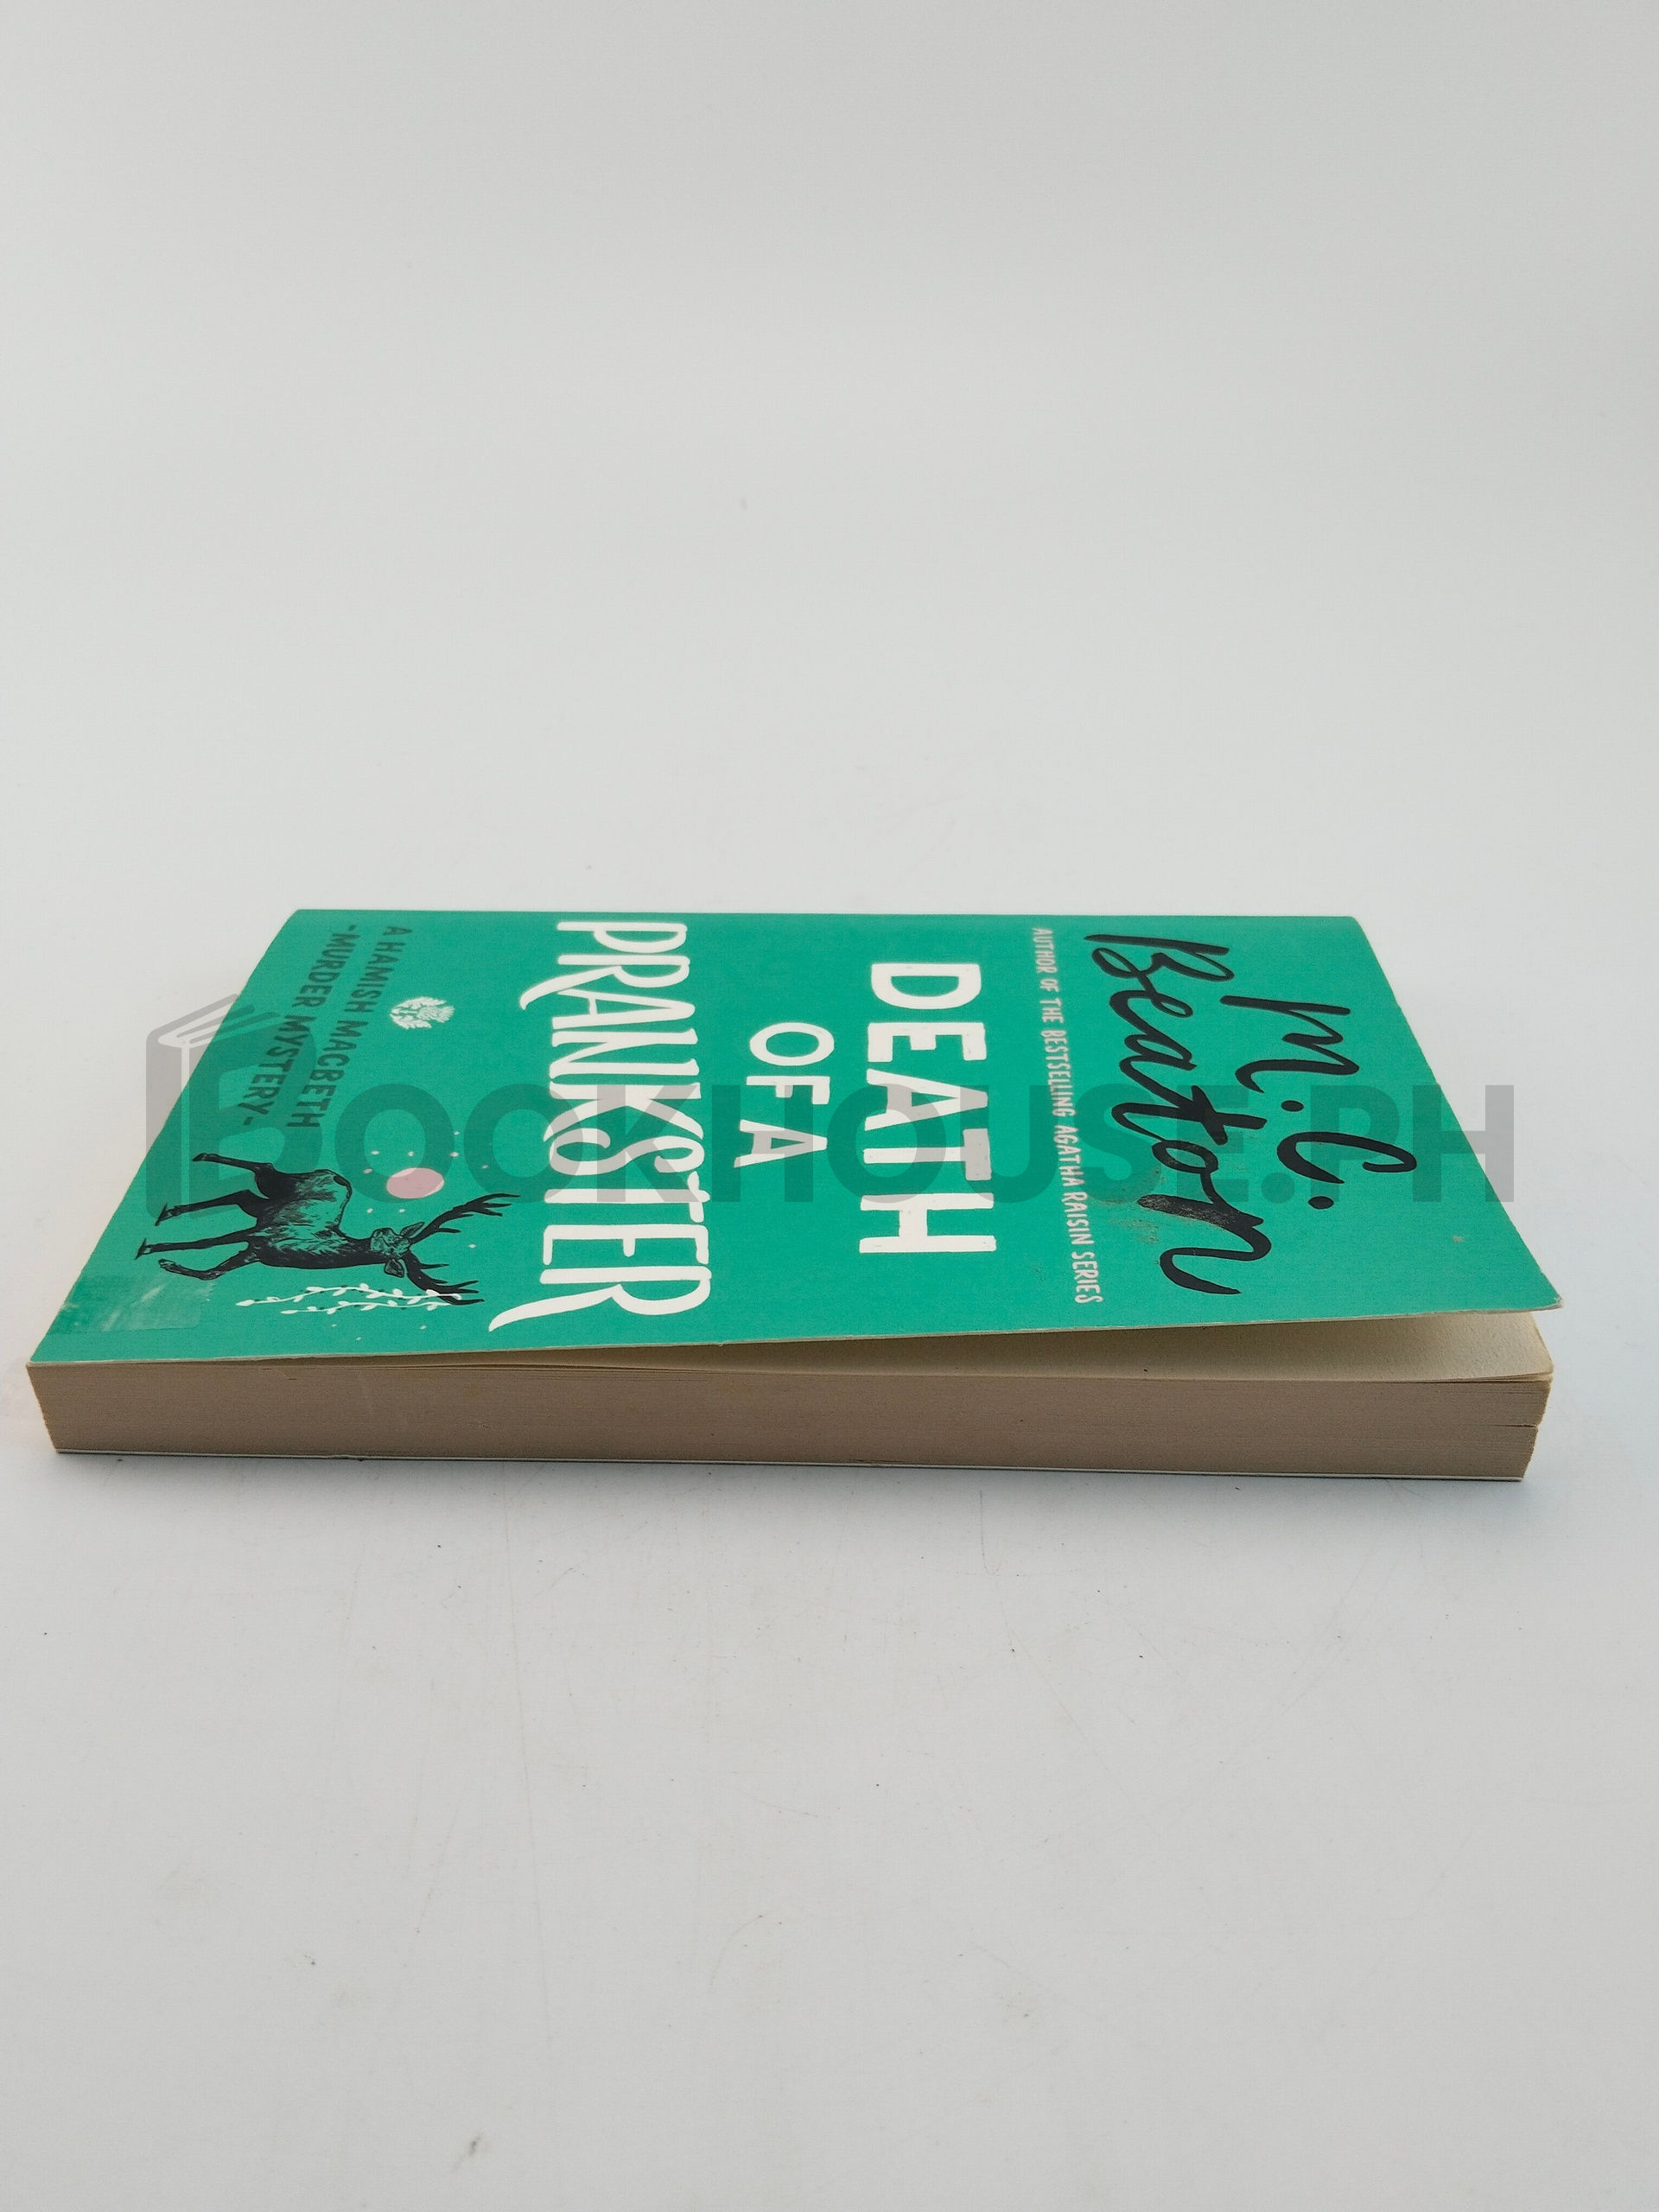 M.C.
Beaton
AUTHOR OF THE BESTSELLING AGATHA RAISIN SERIES
DEATH
OF A
PRANKSTER
A HAMISH MACBETH
-MURDER MYSTERY-
BOOKHOUSE.PH